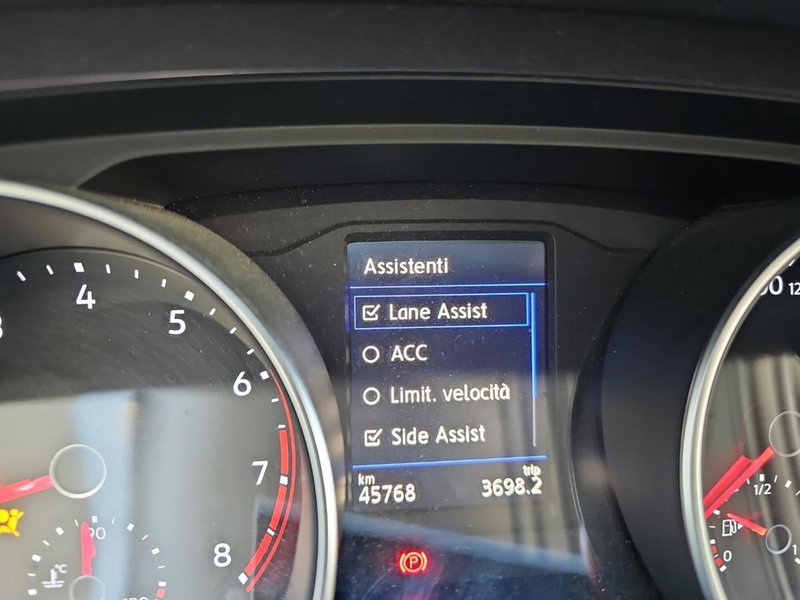 Assistenti
Lane Assist
ACC
Limit. velocità
Side Assist
km
45768
trip
3698.2
4
5
6
7
8
90
°C
1/2
0
P